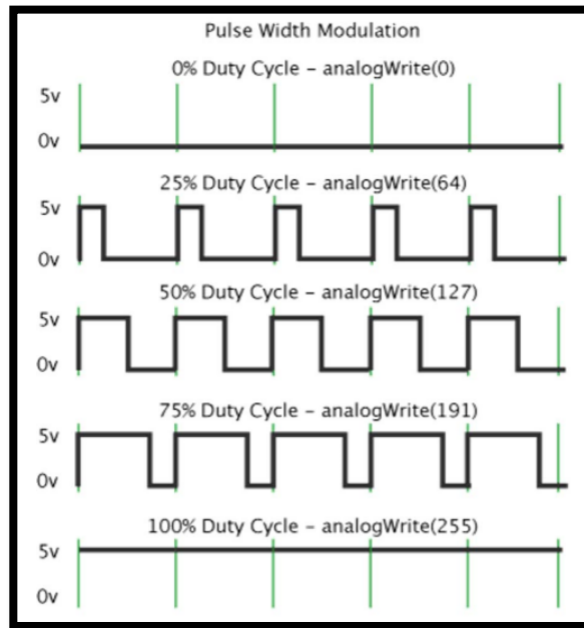 Pulse Width Modulation
0% Duty Cycle – analogWrite(0)
5v
0v
25% Duty Cycle – analogWrite(64)
5v
0v
50% Duty Cycle – analogWrite(127)
5v
0v
75% Duty Cycle – analogWrite(191)
5v
0v
100% Duty Cycle – analogWrite(255)
5v
0v